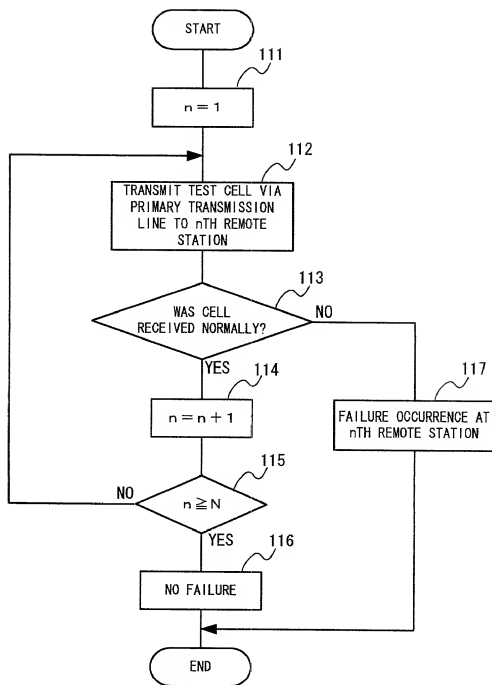 START
111
n=1
112
TRANSMIT TEST CELL VIA
PRIMARY TRANSMISSION
LINE TO nTH REMOTE
STATION
113
WAS CELL
RECEIVED NORMALLY?
NO
YES
114
n=n+1
117
FAILURE OCCURRENCE AT
nTH REMOTE STATION
115
NO
n≧N
YES
116
NO FAILURE
END